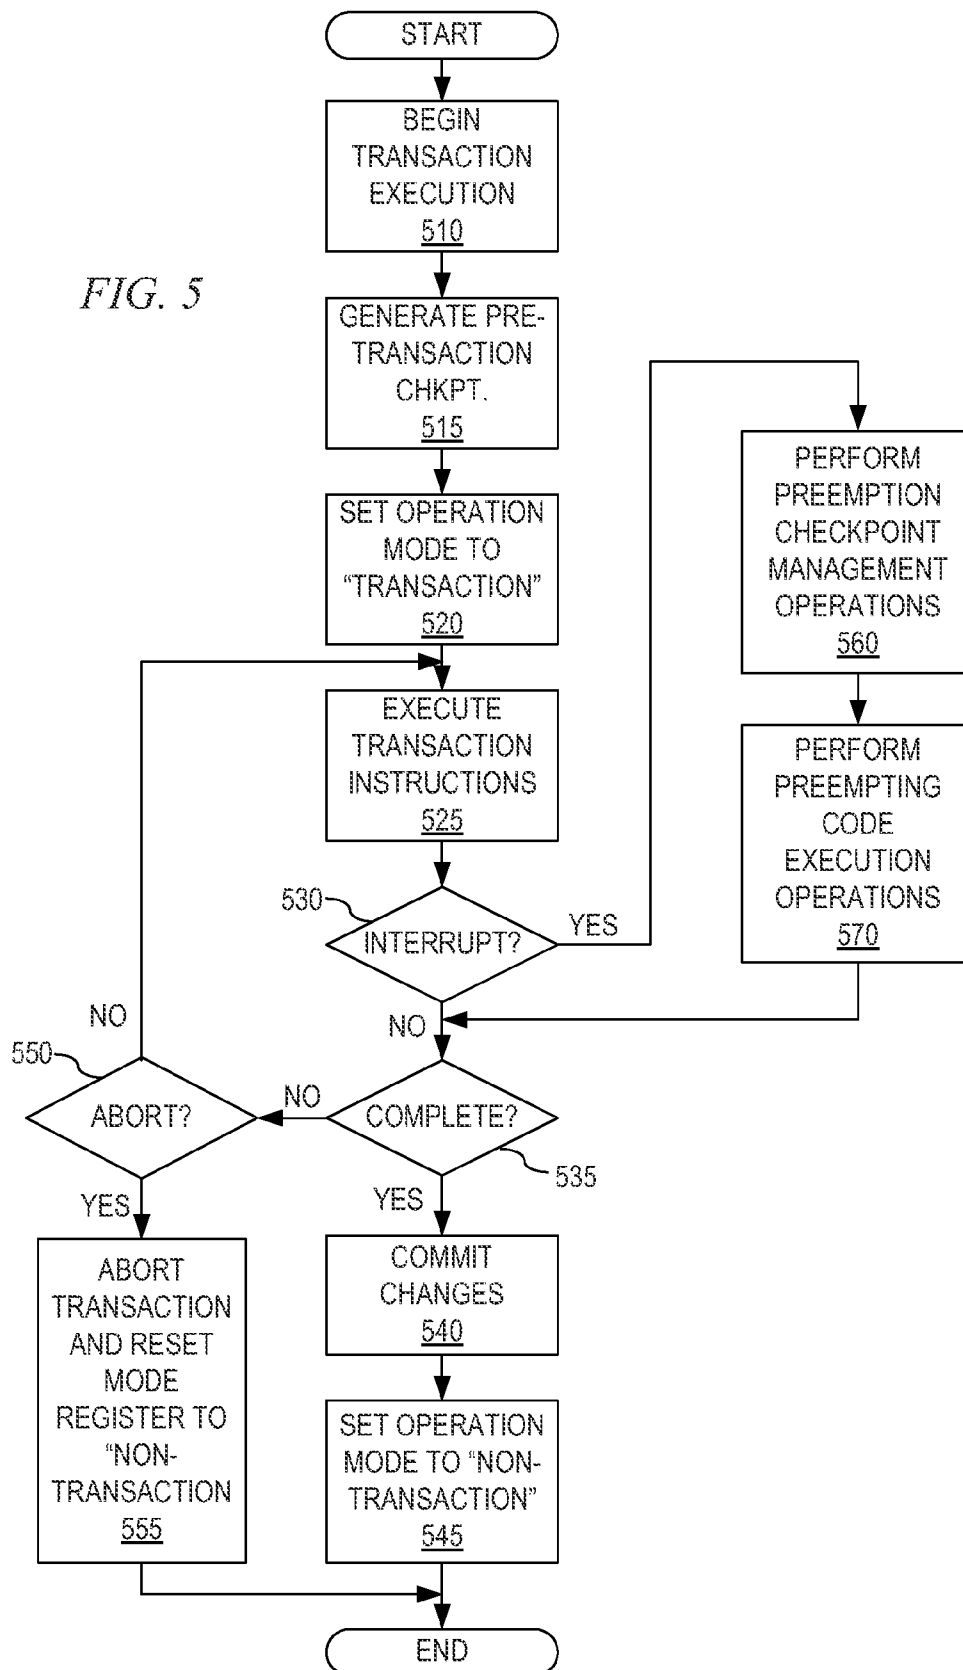 START
BEGIN
TRANSACTION
EXECUTION
510
FIG. 5
GENERATE PRE-
TRANSACTION
CHKPT.
515
SET OPERATION
MODE TO
“TRANSACTION”
520
EXECUTE
TRANSACTION
INSTRUCTIONS
525
530
INTERRUPT?
YES
NO
PERFORM
PREEMPTION
CHECKPOINT
MANAGEMENT
OPERATIONS
560
PERFORM
PREEMPTING
CODE
EXECUTION
OPERATIONS
570
COMPLETE?
535
NO
YES
550
ABORT?
NO
YES
ABORT
TRANSACTION
AND RESET
MODE
REGISTER TO
“NON-
TRANSACTION
555
COMMIT
CHANGES
540
SET OPERATION
MODE TO “NON-
TRANSACTION”
545
END